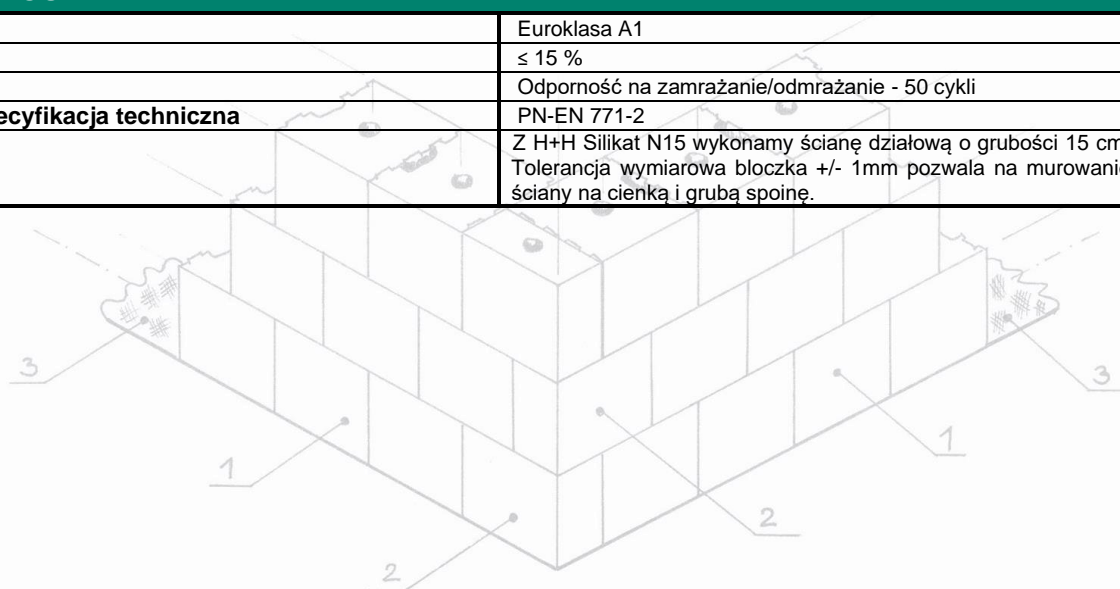 Euroklasa A1
≤ 15 %
Odporność na zamrażanie/odmrażanie - 50 cykli
ecyfikacja techniczna PN-EN 771-2
Z H+H Silikat N15 wykonamy ścianę działową o grubości 15 cm
Tolerancja wymiarowa bloczka +/- 1mm pozwala na murowanie
ściany na cienką i grubą spoinę.
3
3
1
1
2
2